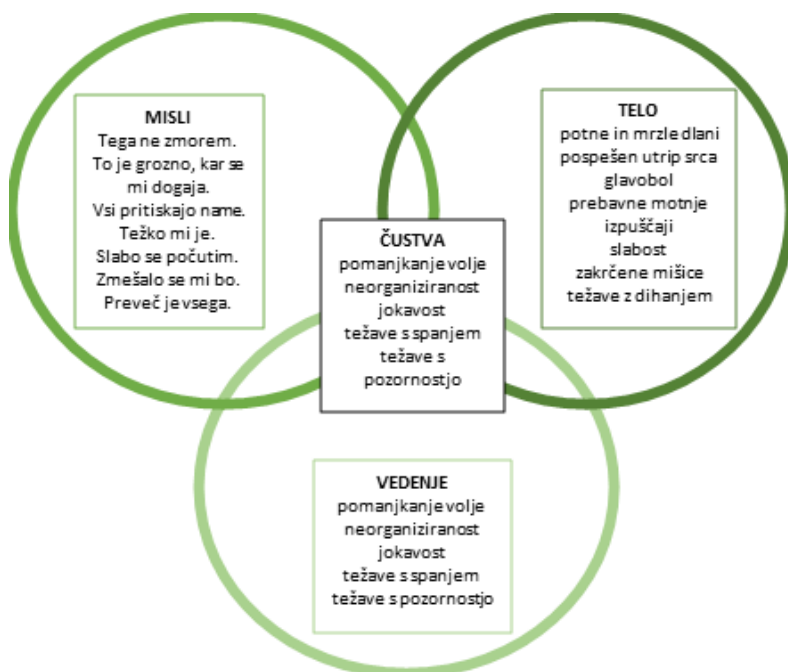 MISLI
Tega ne zmorem.
To je grozno, kar se
mi dogaja.
Vsi pritiskajo name.
Težko mi je.
Slabo se počutim.
Zmešalo se mi bo.
Preveč je vsega.
TELO
potne in mrzle dlani
pospešen utrip srca
glavobol
prebavne motnje
izpuščaji
slabost
zakrčene mišice
težave z dihanjem
ČUSTVA
pomanjkanje volje
neorganiziranost
jokavost
težave s spanjem
težave s
pozornostjo
VEDENJE
pomanjkanje volje
neorganiziranost
jokavost
težave s spanjem
težave s pozornostjo